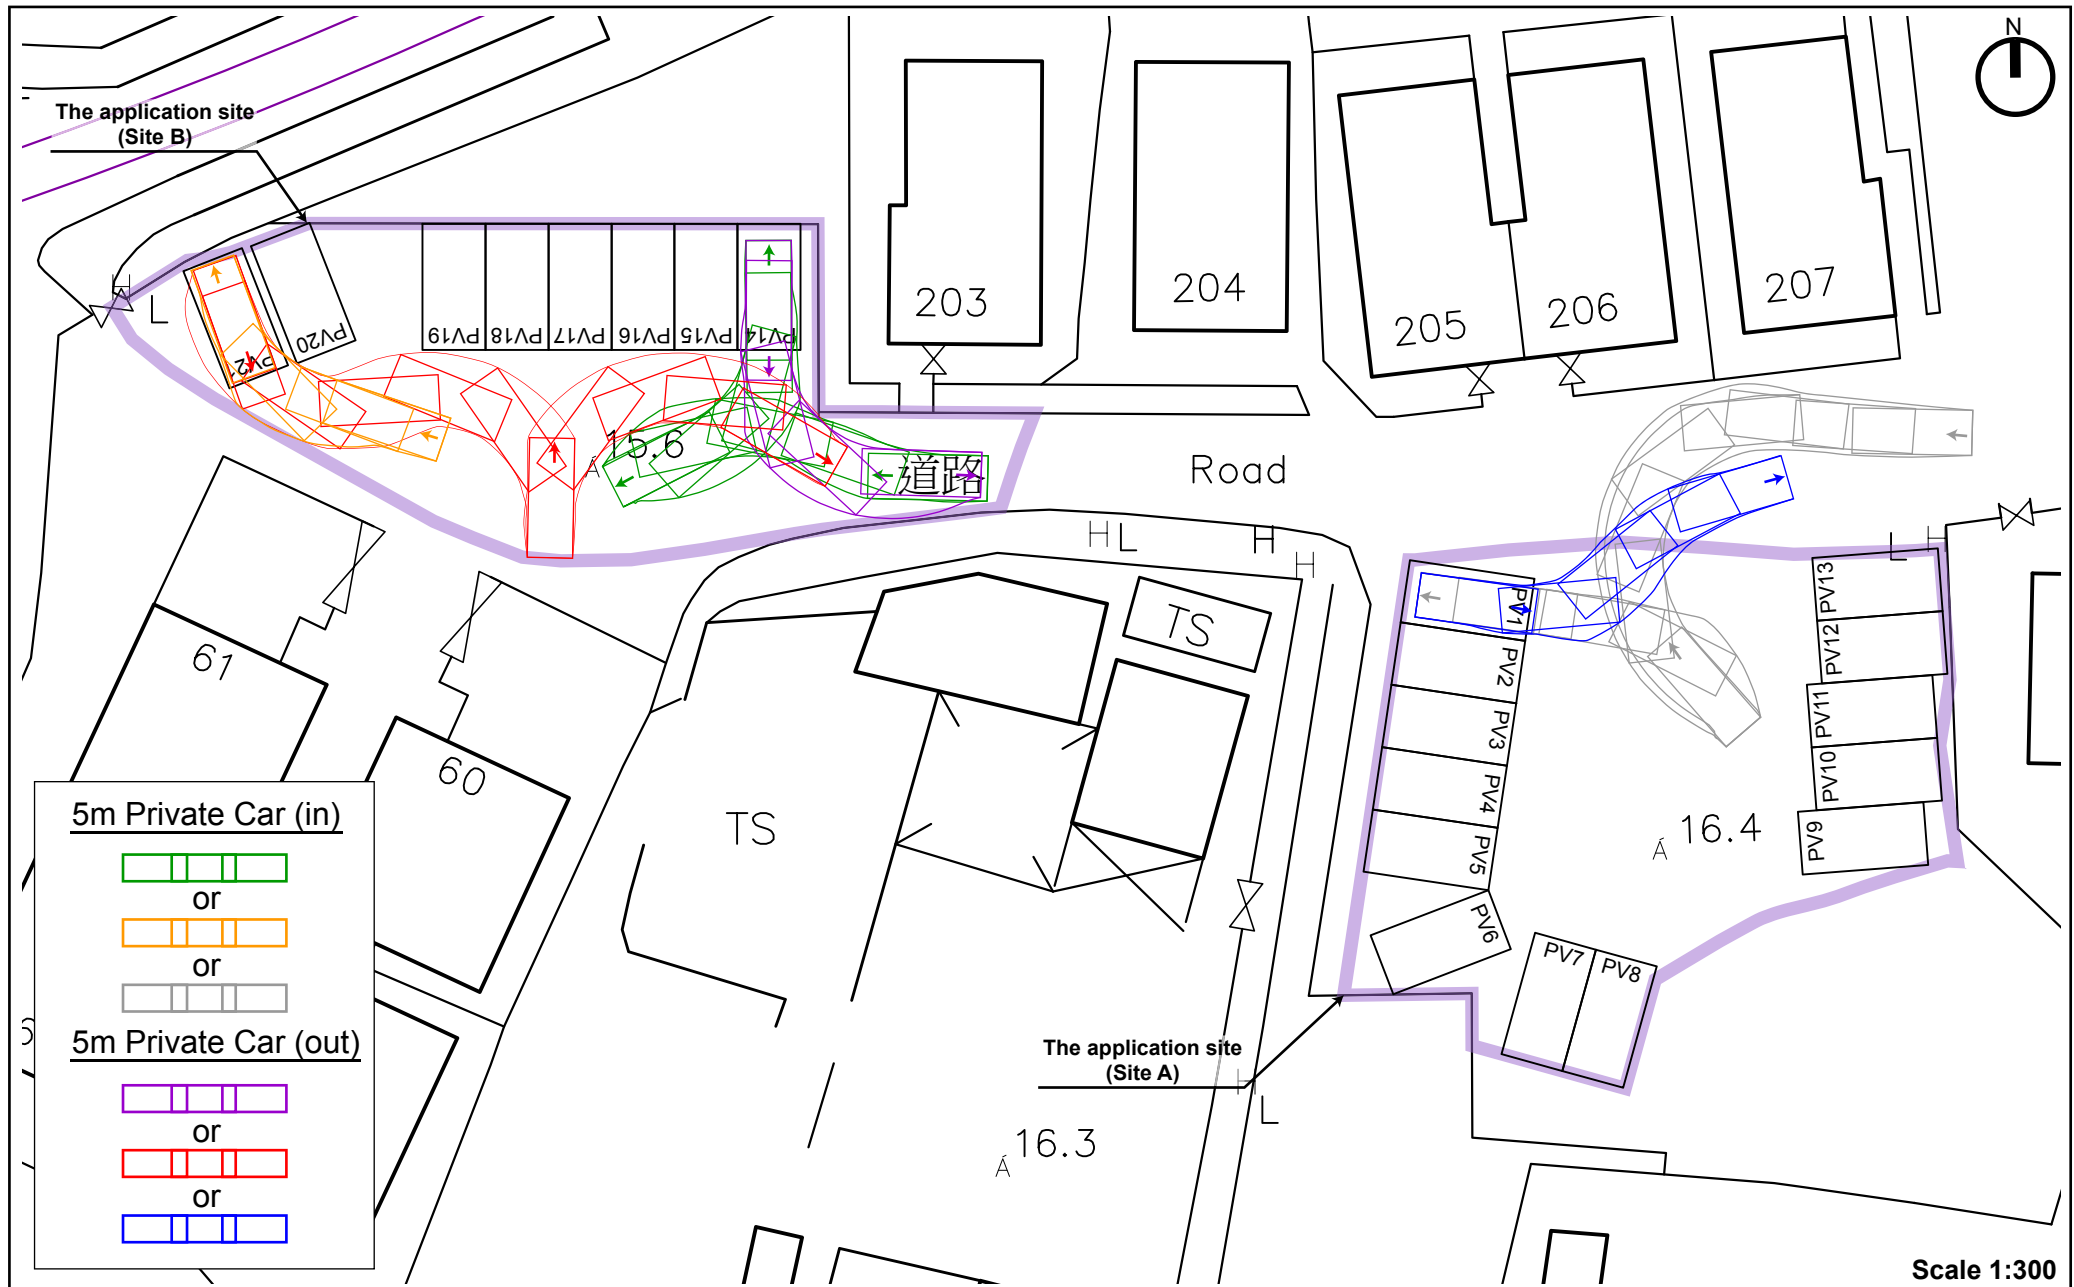 N
The application site
(Site B)
203
204
205
206
207
H
L
PV20
PV19
PV18
PV17
PV16
PV15
PV14
15.6
Á
道路
Road
H
L
H
H
L
H
PV1
PV2
PV3
PV4
PV5
PV6
PV7
PV8
PV9
PV10
PV11
PV12
PV13
Á 16.4
61
60
TS
TS
The application site
(Site A)
H
L
Á 16.3
5m Private Car (in)
or
or
5m Private Car (out)
or
or
Scale 1:300